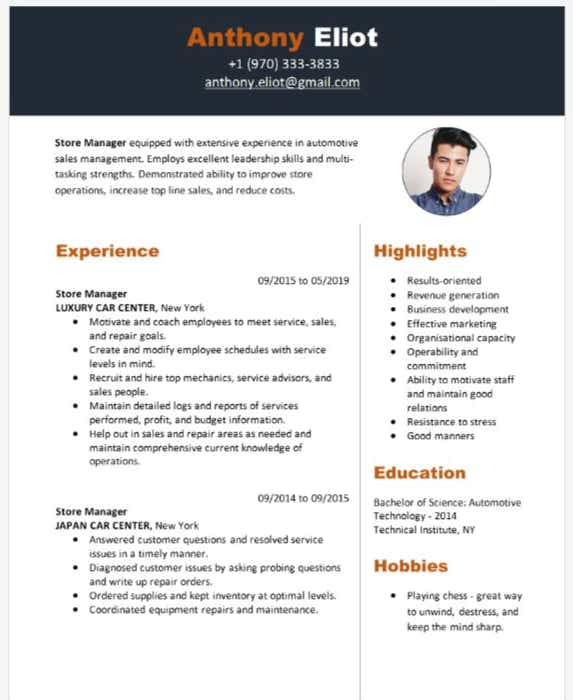 Anthony Eliot
+1 (970) 333-3833
anthony.eliot@gmail.com
Store Manager equipped with extensive experience in automotive
sales management. Employs excellent leadership skills and multi-
tasking strengths. Demonstrated ability to improve store
operations, increase top line sales, and reduce costs.
Experience
09/2015 to 05/2019
Store Manager
LUXURY CAR CENTER, New York
• Motivate and coach employees to meet service, sales,
and repair goals.
• Create and modify employee schedules with service
levels in mind.
• Recruit and hire top mechanics, service advisors, and
sales people.
• Maintain detailed logs and reports of services
performed, profit, and budget information.
• Help out in sales and repair areas as needed and
maintain comprehensive current knowledge of
operations.
09/2014 to 09/2015
Store Manager
JAPAN CAR CENTER, New York
• Answered customer questions and resolved service
issues in a timely manner.
• Diagnosed customer issues by asking probing questions
and write up repair orders.
• Ordered supplies and kept inventory at optimal levels.
• Coordinated equipment repairs and maintenance.
Highlights
• Results-oriented
• Revenue generation
• Business development
• Effective marketing
• Organisational capacity
• Operability and
commitment
• Ability to motivate staff
and maintain good
relations
• Resistance to stress
• Good manners
Education
Bachelor of Science: Automotive
Technology - 2014
Technical Institute, NY
Hobbies
• Playing chess - great way
to unwind, destress, and
keep the mind sharp.